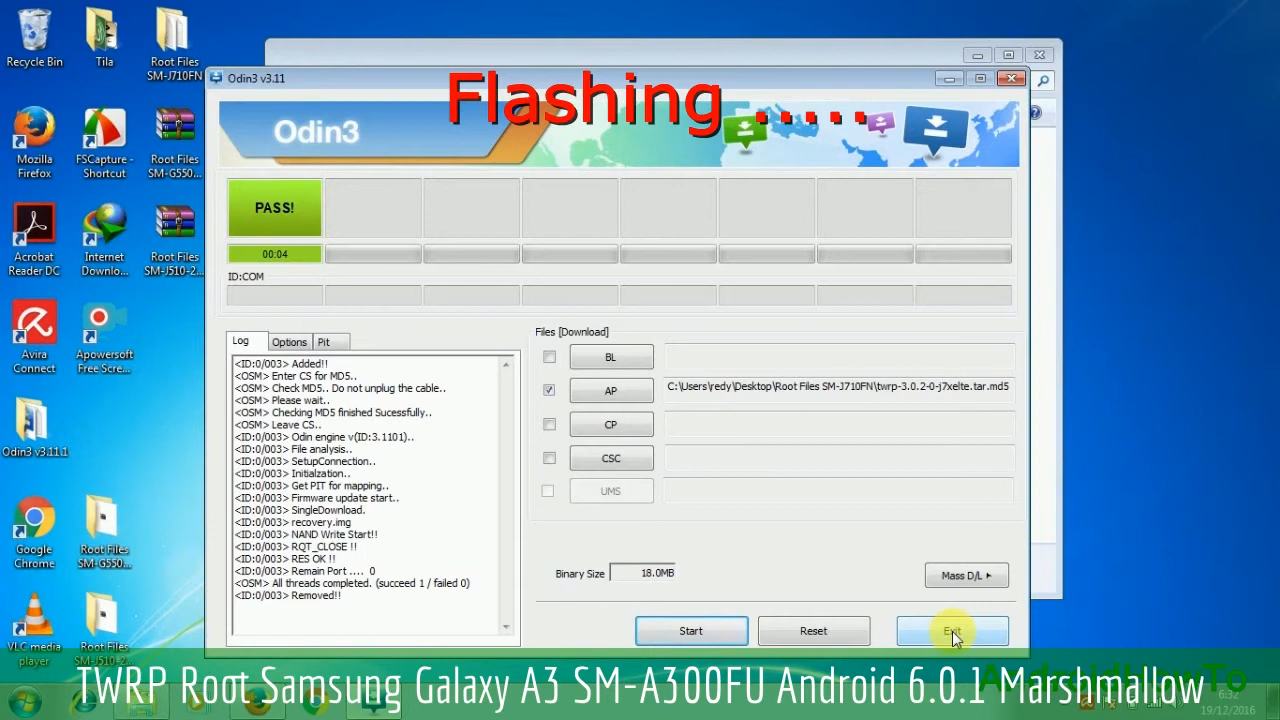 Recycle Bin
Tila
Root Files
SM-J710FN
Mozilla
Firefox
FSCapture -
Shortcut
Root Files
SM-G550...
Acrobat
Reader DC
Internet
Downlo...
Root Files
SM-J510-2...
Avira
Connect
Apowersoft
Free Scre...
Odin3 v3.11.1
Google
Chrome
Root Files
SM-G550...
VLC media
player
Root Files
SM-J510-2...
Odin3 v3.11
Flashing .....
Odin3
PASS!
00:04
ID:COM
Log
Options
Pit
<ID:0/003> Added!!
<OSM> Enter CS for MD5..
<OSM> Check MD5.. Do not unplug the cable..
<OSM> Please wait..
<OSM> Checking MD5 finished Sucessfully..
<OSM> Leave CS..
<ID:0/003> Odin engine v(ID:3.1101)..
<ID:0/003> File analysis..
<ID:0/003> SetupConnection..
<ID:0/003> Initialzation..
<ID:0/003> Get PIT for mapping..
<ID:0/003> Firmware update start..
<ID:0/003> SingleDownload.
<ID:0/003> recovery.img
<ID:0/003> NAND Write Start!!
<ID:0/003> RQT_CLOSE !!
<ID:0/003> RES OK !!
<ID:0/003> Remain Port .... 0
<OSM> All threads completed. (succeed 1 / failed 0)
<ID:0/003> Removed!!
Files [Download]
BL
AP
C:\Users\redy\Desktop\Root Files SM-J710FN\twrp-3.0.2-0-j7xelte.tar.md5
CP
CSC
UMS
Binary Size
18.0MB
Mass D/L
Start
Reset
Exit
TWRP Root Samsung Galaxy A3 SM-A300FU Android 6.0.1 Marshmallow
6:32
19/12/2016